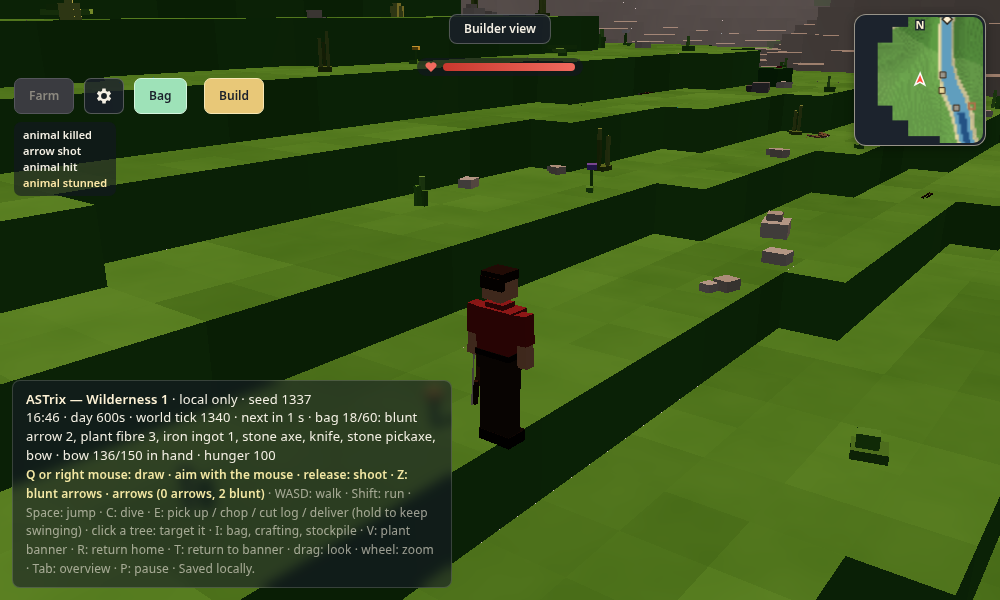 Builder view
N
Farm
Bag
Build
animal killed
arrow shot
animal hit
animal stunned
ASTrix — Wilderness 1 · local only · seed 1337
16:46 · day 600s · world tick 1340 · next in 1 s · bag 18/60: blunt
arrow 2, plant fibre 3, iron ingot 1, stone axe, knife, stone pickaxe,
bow · bow 136/150 in hand · hunger 100
Q or right mouse: draw · aim with the mouse · release: shoot · Z:
blunt arrows · arrows (0 arrows, 2 blunt) · WASD: walk · Shift: run ·
Space: jump · C: dive · E: pick up / chop / cut log / deliver (hold to keep
swinging) · click a tree: target it · I: bag, crafting, stockpile · V: plant
banner · R: return home · T: return to banner · drag: look · wheel: zoom
· Tab: overview · P: pause · Saved locally.